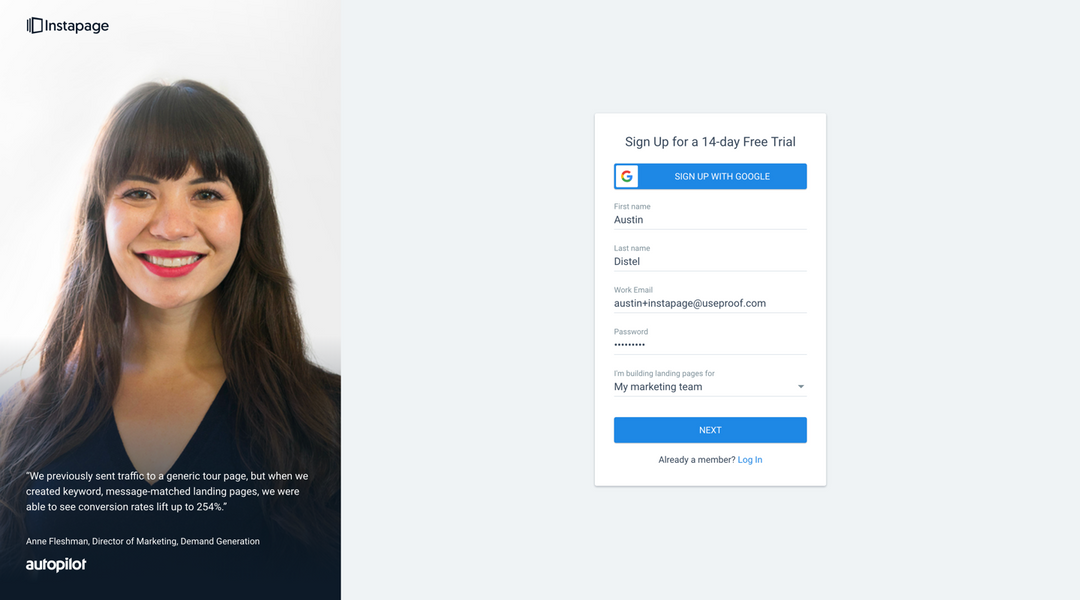 Instapage
Sign Up for a 14-day Free Trial
SIGN UP WITH GOOGLE
First name
Austin
Last name
Distel
Work Email
austin+instapage@useproof.com
Password
•••••••••
I'm building landing pages for
My marketing team
NEXT
Already a member? Log In
“We previously sent traffic to a generic tour page, but when we
created keyword, message-matched landing pages, we were
able to see conversion rates lift up to 254%.”
Anne Fleshman, Director of Marketing, Demand Generation
autopilot